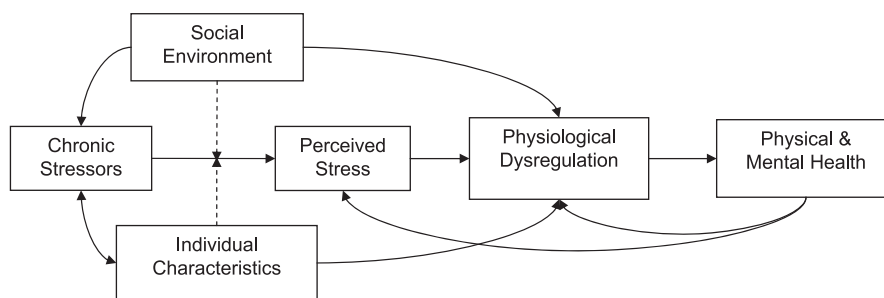 Social
Environment
Chronic
Stressors
Perceived
Stress
Physiological
Dysregulation
Physical &
Mental Health
Individual
Characteristics